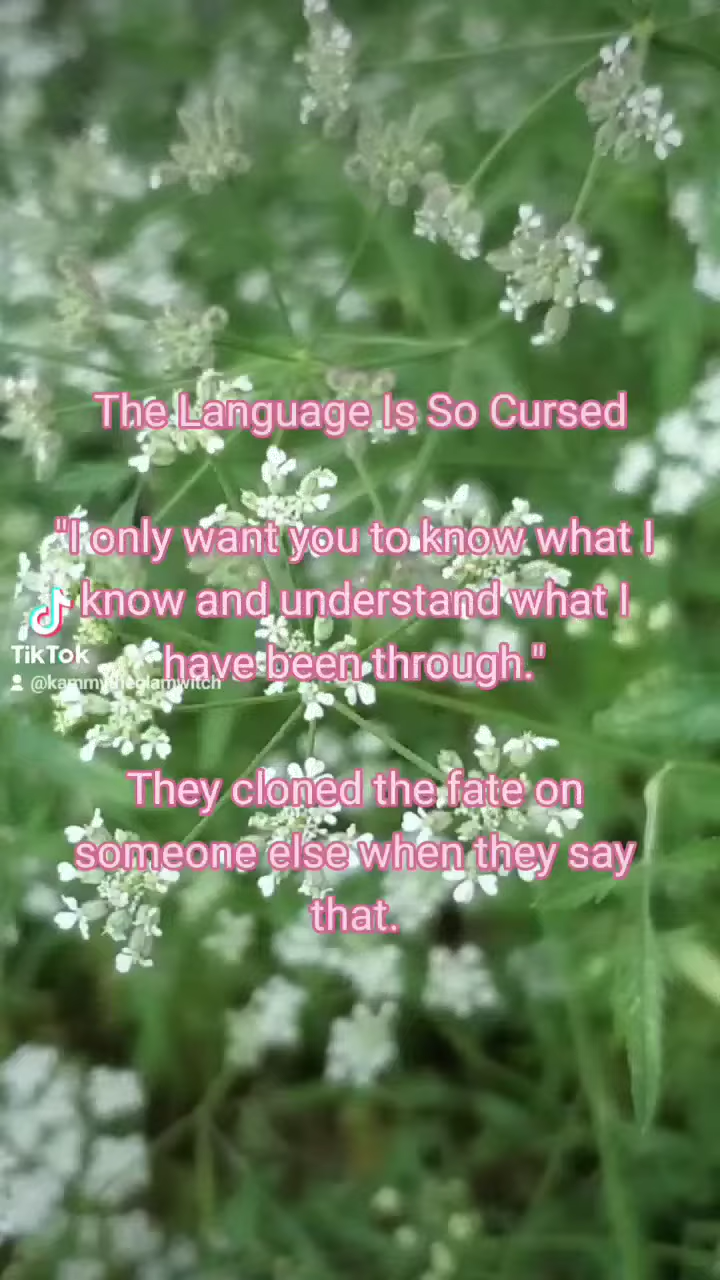 The Language Is So Cursed
"I only want you to know what I
know and understand what I
have been through."
TikTok
@kammytheglamwitch
They cloned the fate on
someone else when they say
that.